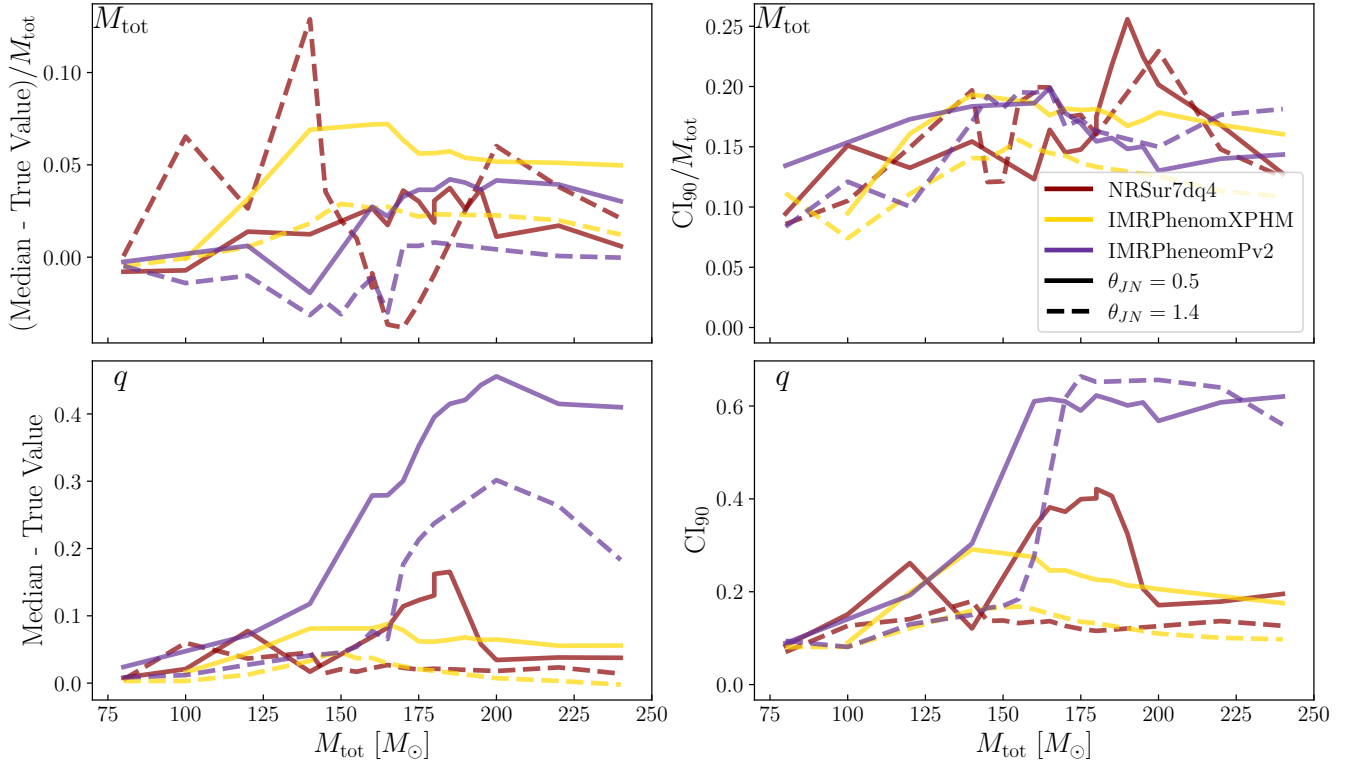 M_tot
(Median - True Value)/M_tot
0.10
0.05
0.00
M_tot
CI_90/M_tot
0.25
0.20
0.15
0.10
0.05
0.00
NRSur7dq4
IMRPhenomXPHM
IMRPheneomPv2
θ_JN = 0.5
θ_JN = 1.4
q
Median - True Value
0.4
0.3
0.2
0.1
0.0
75 100 125 150 175 200 225 250
M_tot [M_⊙]
q
CI_90
0.6
0.4
0.2
0.0
75 100 125 150 175 200 225 250
M_tot [M_⊙]